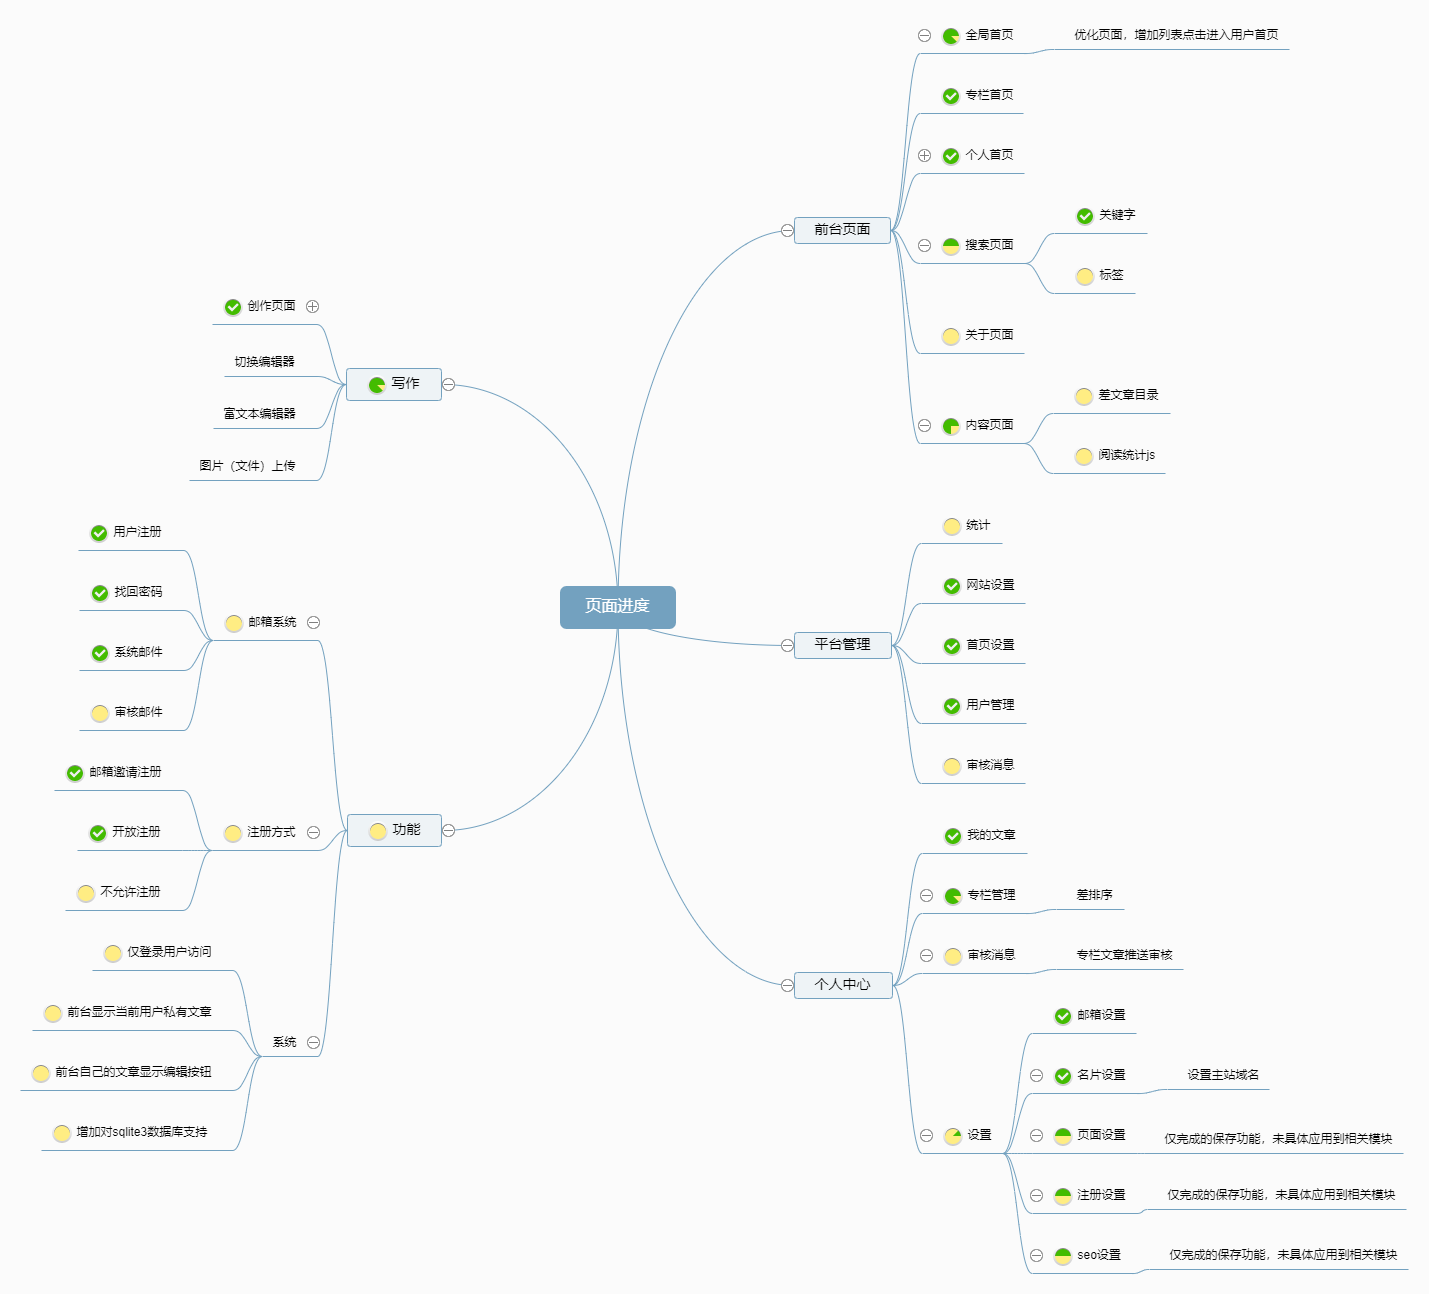 页面进度
前台页面
全局首页
优化页面，增加列表点击进入用户首页
专栏首页
个人首页
搜索页面
关键字
标签
关于页面
内容页面
差文章目录
阅读统计js
平台管理
统计
网站设置
首页设置
用户管理
审核消息
个人中心
我的文章
专栏管理
差排序
审核消息
专栏文章推送审核
设置
邮箱设置
名片设置
设置主站域名
页面设置
仅完成的保存功能，未具体应用到相关模块
注册设置
仅完成的保存功能，未具体应用到相关模块
seo设置
仅完成的保存功能，未具体应用到相关模块
写作
创作页面
切换编辑器
富文本编辑器
图片（文件）上传
功能
邮箱系统
用户注册
找回密码
系统邮件
审核邮件
注册方式
邮箱邀请注册
开放注册
不允许注册
系统
仅登录用户访问
前台显示当前用户私有文章
前台自己的文章显示编辑按钮
增加对sqlite3数据库支持